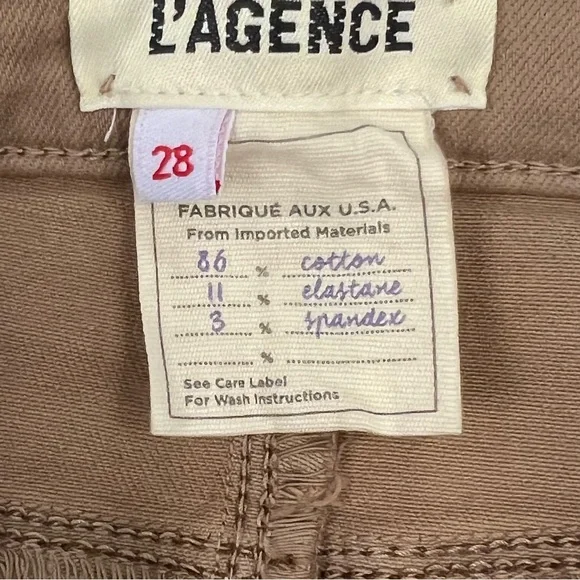 L'AGENCE
28
FABRIQUÉ AUX U.S.A.
From Imported Materials
86 % cotton
11 % elastane
3 % spandex
%
See Care Label
For Wash Instructions